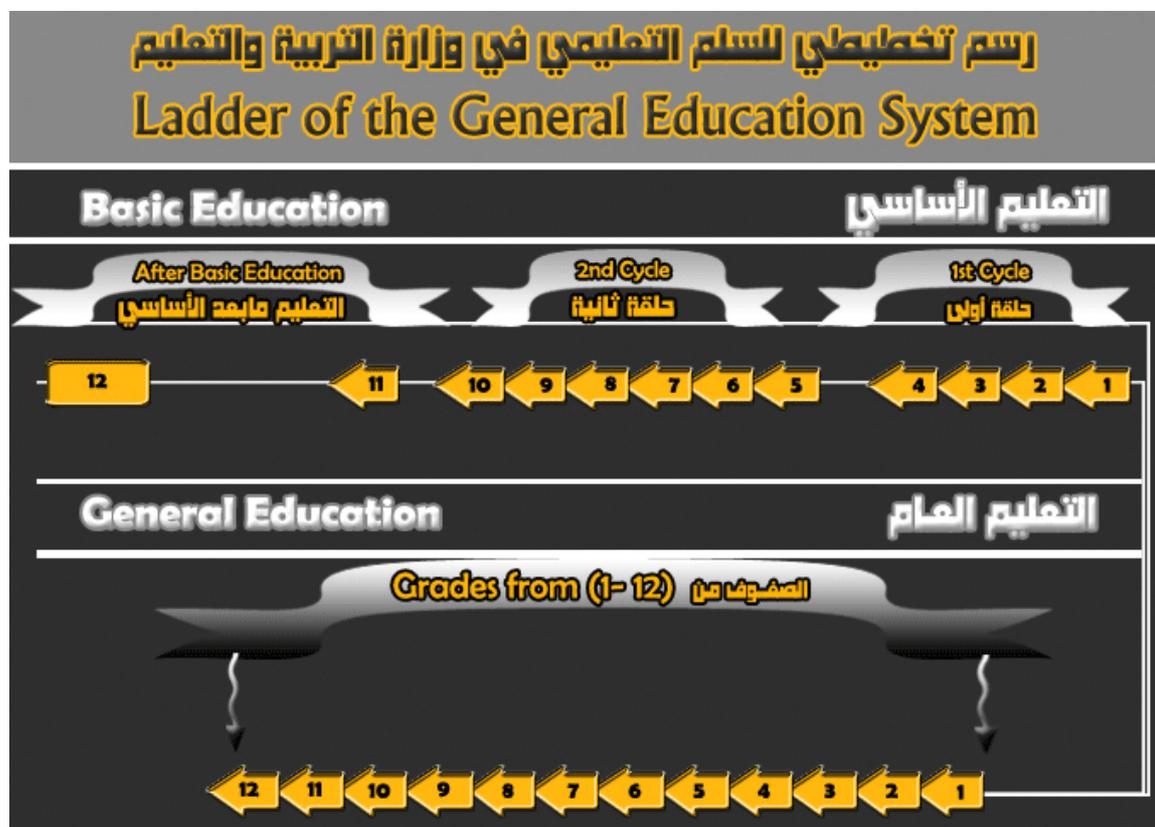 رسم تخطيطي للسلم التعليمي في وزارة التربية والتعليم
Ladder of the General Education System
Basic Education التعليم الأساسي
After Basic Education 2nd Cycle 1st Cycle
التعليم مابعد الأساسي حلقة ثانية حلقة أولى
12 11 10 9 8 7 6 5 4 3 2 1
General Education التعليم العام
Grades from (1- 12) الصفوف من
12 11 10 9 8 7 6 5 4 3 2 1